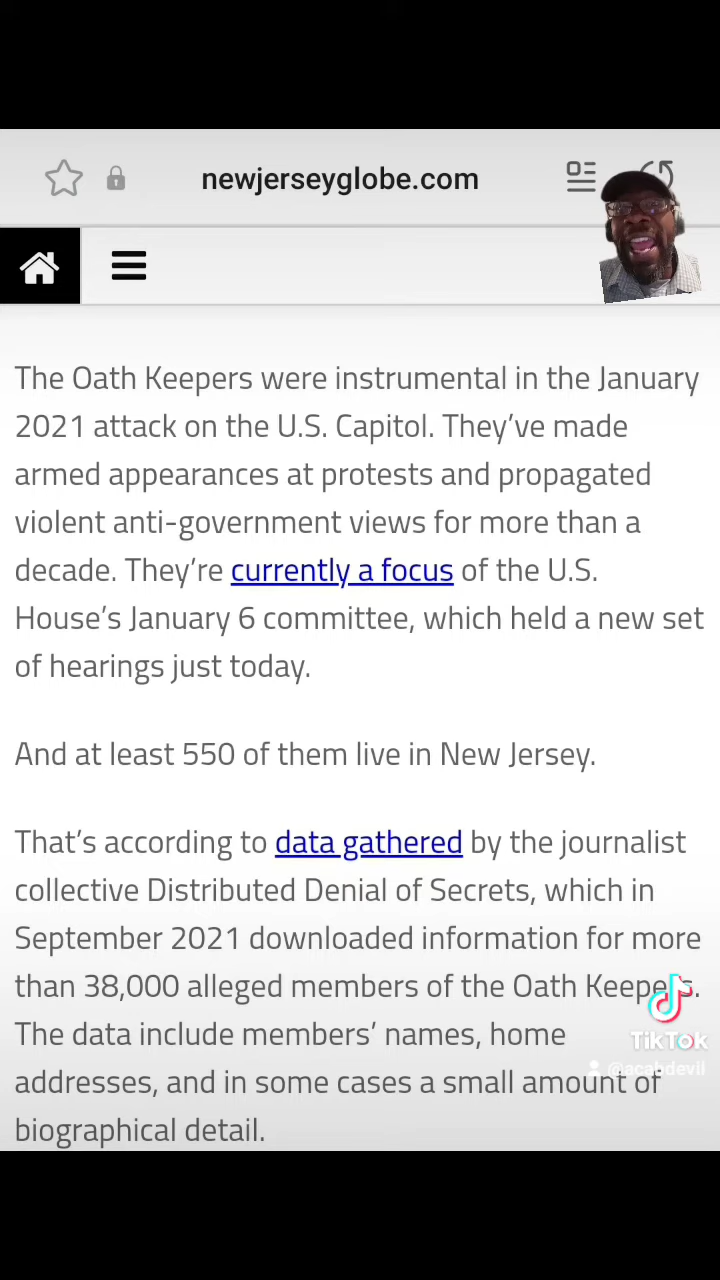 newjerseyglobe.com
The Oath Keepers were instrumental in the January
2021 attack on the U.S. Capitol. They’ve made
armed appearances at protests and propagated
violent anti-government views for more than a
decade. They’re currently a focus of the U.S.
House’s January 6 committee, which held a new set
of hearings just today.
And at least 550 of them live in New Jersey.
That’s according to data gathered by the journalist
collective Distributed Denial of Secrets, which in
September 2021 downloaded information for more
than 38,000 alleged members of the Oath Keepers.
The data include members’ names, home
TikTok
@acabdevil
addresses, and in some cases a small amount of
biographical detail.